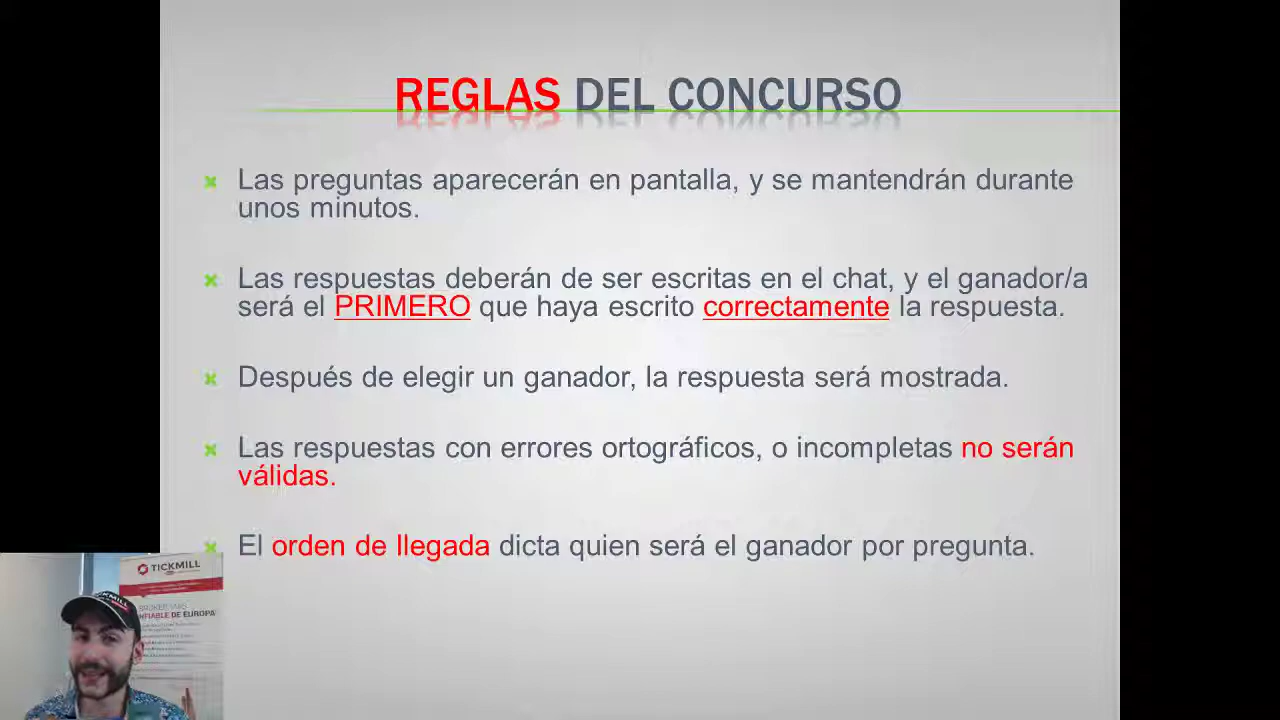 REGLAS DEL CONCURSO
Las preguntas aparecerán en pantalla, y se mantendrán durante
unos minutos.
Las respuestas deberán de ser escritas en el chat, y el ganador/a
será el PRIMERO que haya escrito correctamente la respuesta.
Después de elegir un ganador, la respuesta será mostrada.
Las respuestas con errores ortográficos, o incompletas no serán
válidas.
El orden de llegada dicta quien será el ganador por pregunta.
TICKMILL
DE EUROPA